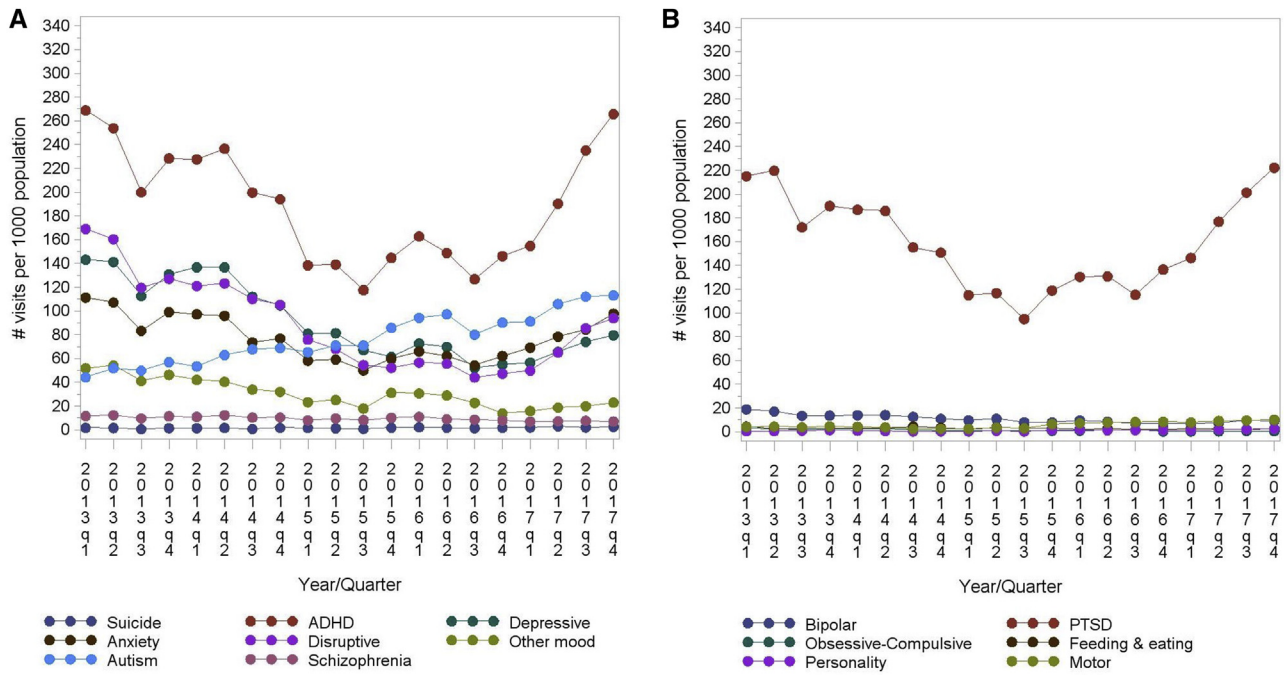 A
340
320
300
280
260
240
220
200
180
160
140
120
100
80
60
40
20
0
# visits per 1000 population
2013q1 2013q2 2013q3 2013q4 2014q1 2014q2 2014q3 2014q4 2015q1 2015q2 2015q3 2015q4 2016q1 2016q2 2016q3 2016q4 2017q1 2017q2 2017q3 2017q4
Year/Quarter
Suicide ADHD Depressive
Anxiety Disruptive Other mood
Autism Schizophrenia
B
340
320
300
280
260
240
220
200
180
160
140
120
100
80
60
40
20
0
# visits per 1000 population
2013q1 2013q2 2013q3 2013q4 2014q1 2014q2 2014q3 2014q4 2015q1 2015q2 2015q3 2015q4 2016q1 2016q2 2016q3 2016q4 2017q1 2017q2 2017q3 2017q4
Year/Quarter
Bipolar PTSD
Obsessive-Compulsive Feeding & eating
Personality Motor